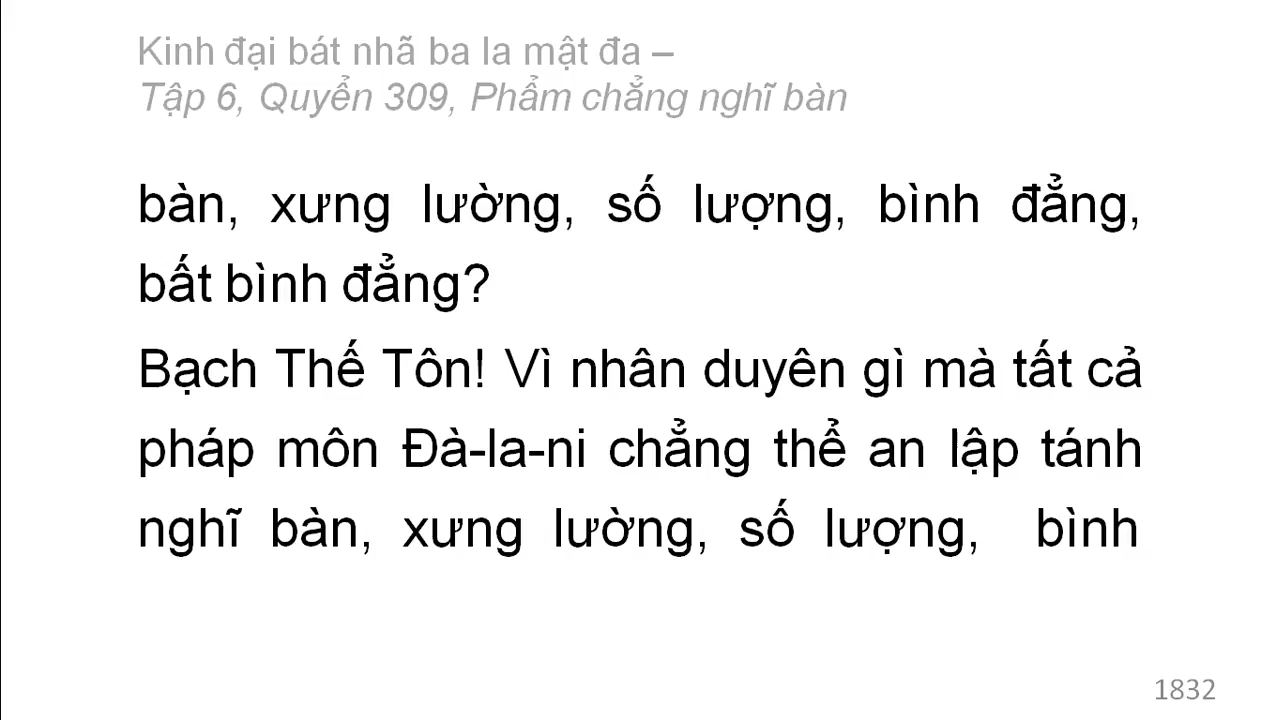 Kinh đại bát nhã ba la mật đa –
Tập 6, Quyển 309, Phẩm chẳng nghĩ bàn
bàn, xưng lường, số lượng, bình đẳng,
bất bình đẳng?
Bạch Thế Tôn! Vì nhân duyên gì mà tất cả
pháp môn Đà-la-ni chẳng thể an lập tánh
nghĩ bàn, xưng lường, số lượng, bình
1832